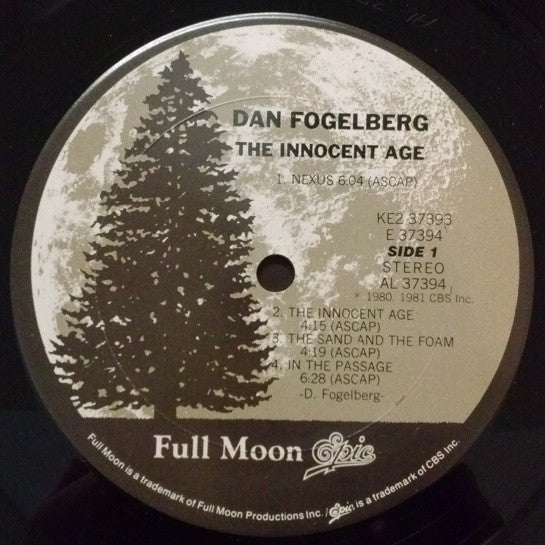 DAN FOGELBERG
THE INNOCENT AGE
1. NEXUS 6:04 (ASCAP)
KE2 37393
E 37394
SIDE 1
STEREO
AL 37394
℗ 1980, 1981 CBS Inc.
2. THE INNOCENT AGE
4:15 (ASCAP)
3. THE SAND AND THE FOAM
4:19 (ASCAP)
4. IN THE PASSAGE
6:28 (ASCAP)
-D. Fogelberg-
Full Moon Epic
Full Moon is a trademark of Full Moon Productions Inc. / Epic is a trademark of CBS Inc.